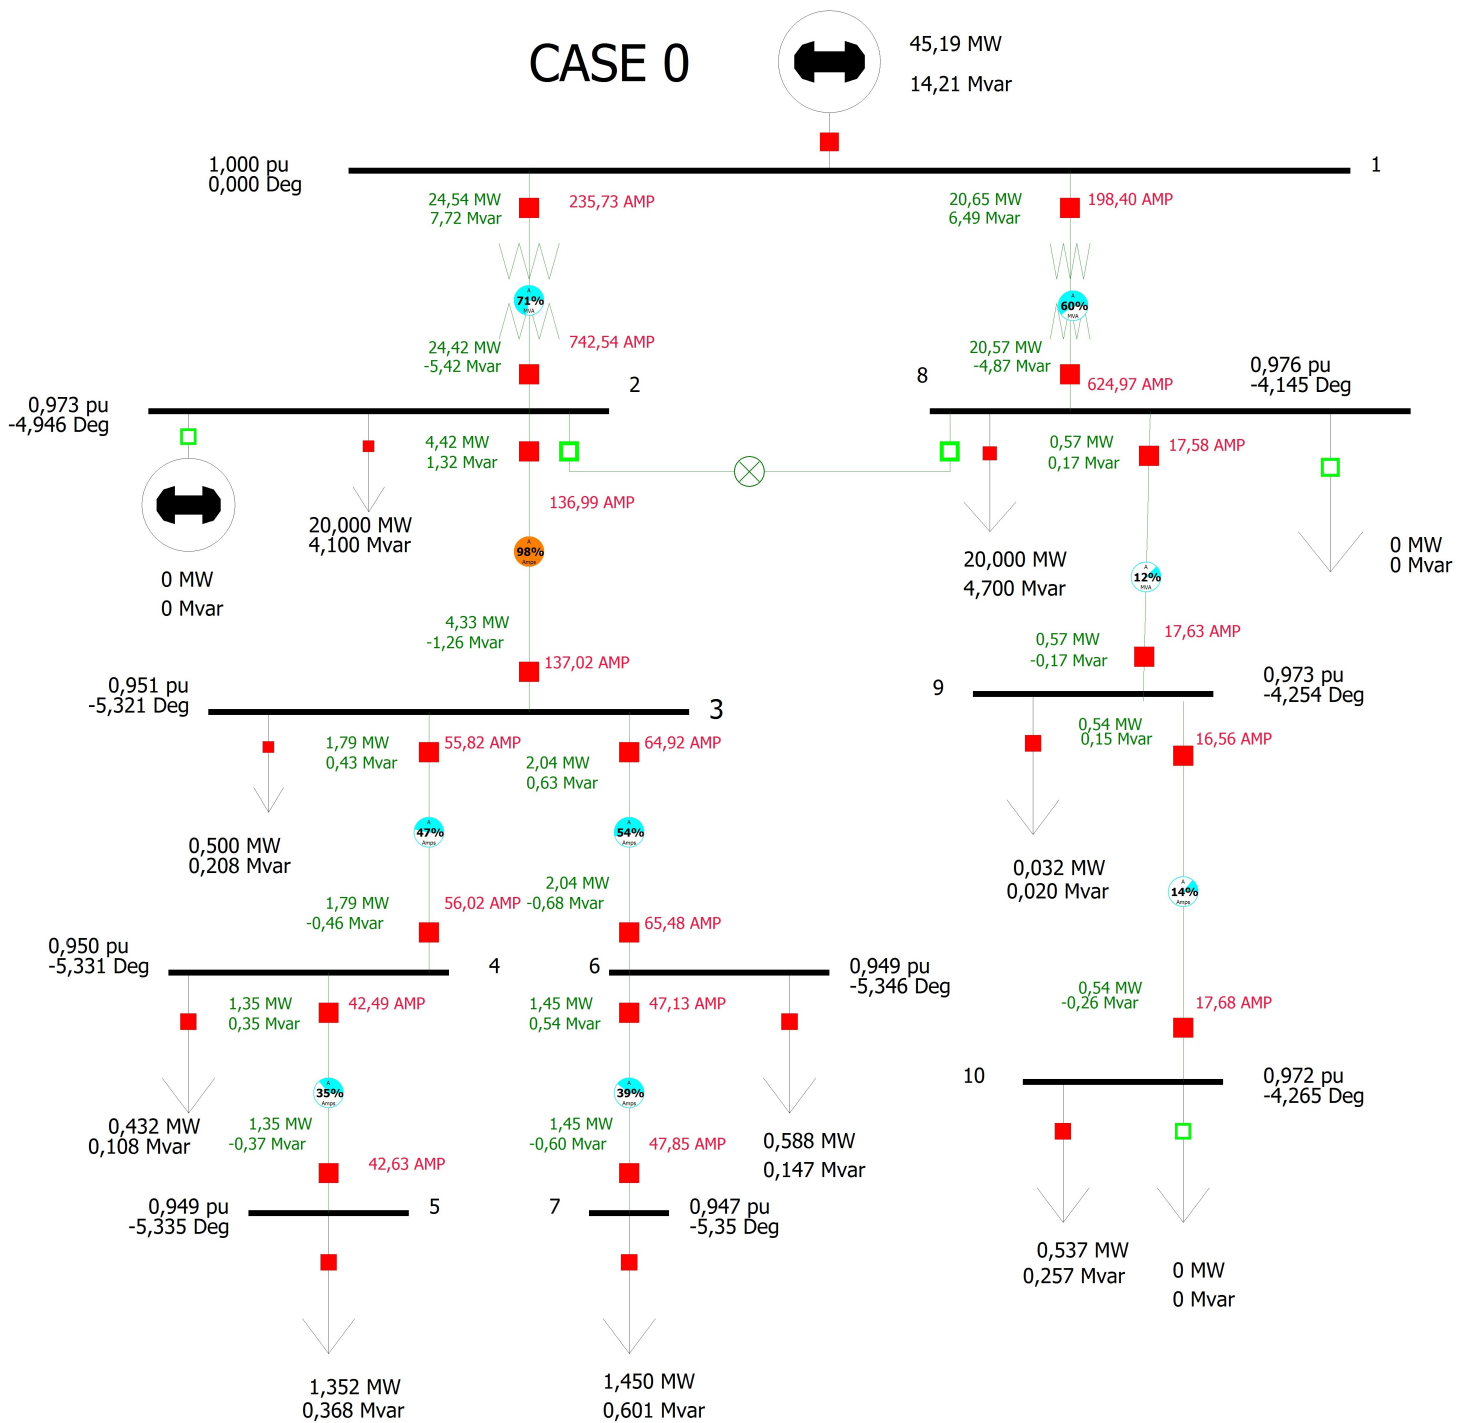 CASE 0
45,19 MW
14,21 Mvar
1,000 pu
0,000 Deg
1
24,54 MW
7,72 Mvar
235,73 AMP
20,65 MW
6,49 Mvar
198,40 AMP
A
71%
MVA
A
60%
MVA
24,42 MW
-5,42 Mvar
742,54 AMP
20,57 MW
-4,87 Mvar
624,97 AMP
2
8
0,976 pu
-4,145 Deg
0,973 pu
-4,946 Deg
4,42 MW
1,32 Mvar
136,99 AMP
0,57 MW
0,17 Mvar
17,58 AMP
20,000 MW
4,100 Mvar
0 MW
0 Mvar
A
98%
Amps
20,000 MW
4,700 Mvar
0 MW
0 Mvar
A
12%
MVA
4,33 MW
-1,26 Mvar
137,02 AMP
0,57 MW
-0,17 Mvar
17,63 AMP
0,951 pu
-5,321 Deg
3
9
0,973 pu
-4,254 Deg
1,79 MW
0,43 Mvar
55,82 AMP
2,04 MW
0,63 Mvar
64,92 AMP
0,54 MW
0,15 Mvar
16,56 AMP
0,500 MW
0,208 Mvar
A
47%
Amps
A
54%
Amps
0,032 MW
0,020 Mvar
A
14%
Amps
1,79 MW
-0,46 Mvar
56,02 AMP
2,04 MW
-0,68 Mvar
65,48 AMP
0,950 pu
-5,331 Deg
4
6
0,949 pu
-5,346 Deg
0,54 MW
-0,26 Mvar
17,68 AMP
1,35 MW
0,35 Mvar
42,49 AMP
1,45 MW
0,54 Mvar
47,13 AMP
10
0,972 pu
-4,265 Deg
A
35%
Amps
A
39%
Amps
0,432 MW
0,108 Mvar
1,35 MW
-0,37 Mvar
42,63 AMP
1,45 MW
-0,60 Mvar
47,85 AMP
0,588 MW
0,147 Mvar
0,949 pu
-5,335 Deg
5
7
0,947 pu
-5,35 Deg
0,537 MW
0,257 Mvar
0 MW
0 Mvar
1,352 MW
0,368 Mvar
1,450 MW
0,601 Mvar